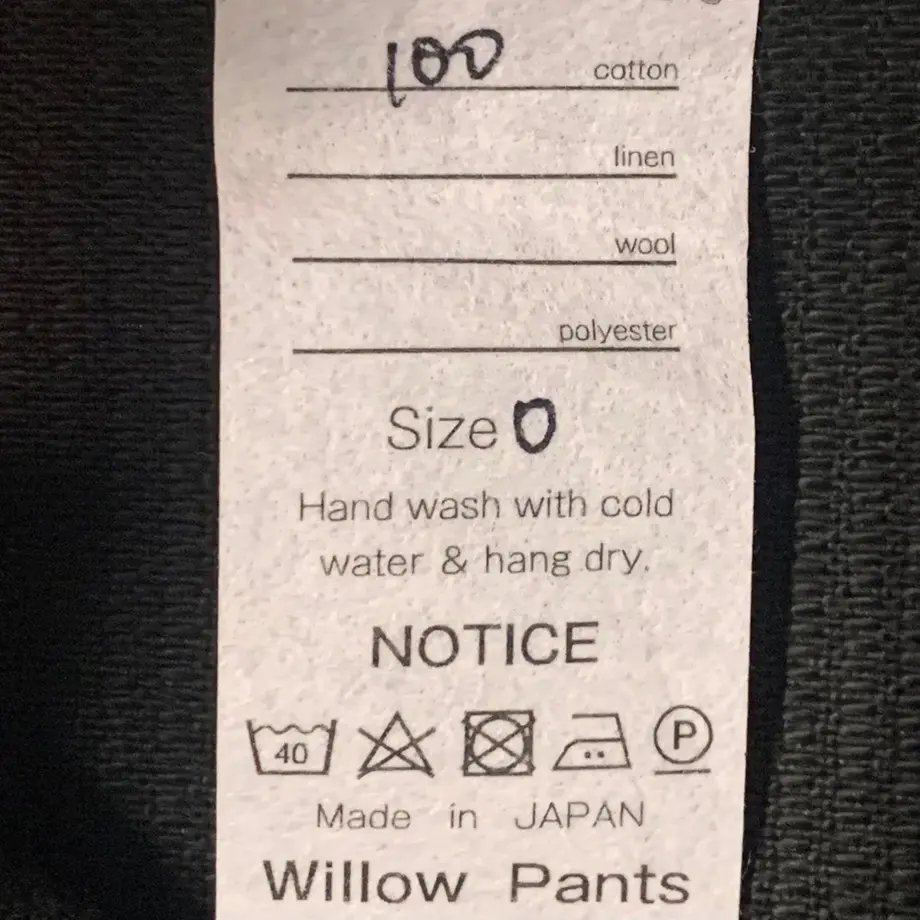 100 cotton
linen
wool
polyester
Size 0
Hand wash with cold
water & hang dry.
NOTICE
40 P
Made in JAPAN
Willow Pants